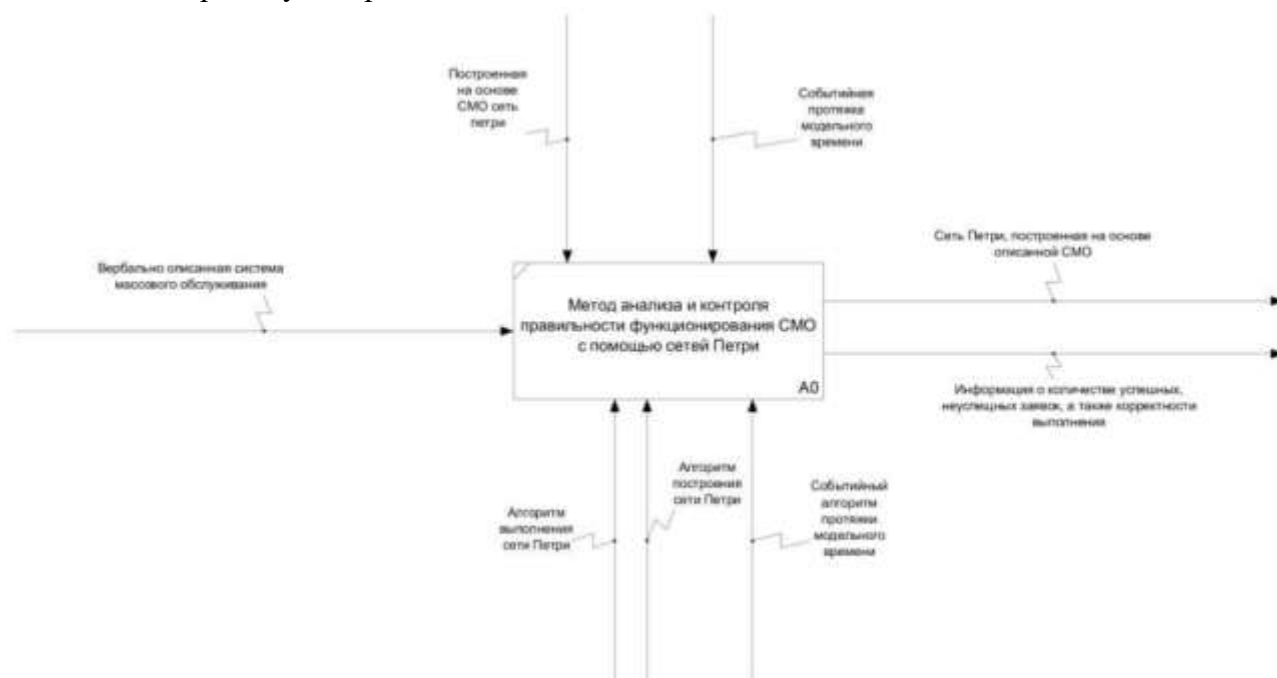 Построенная
на основе
СМО сеть
петри
Событийная
протяжка
модельного
времени
Вербально описанная система
массового обслуживания
Сеть Петри, построенная на основе
описанной СМО
Метод анализа и контроля
правильности функционирования СМО
с помощью сетей Петри
A0
Информация о количестве успешных,
неуспешных заявок, а также корректности
выполнения
Алгоритм
выполнения
сети Петри
Алгоритм
построения
сети Петри
Событийный
алгоритм
протяжки
модельного
времени